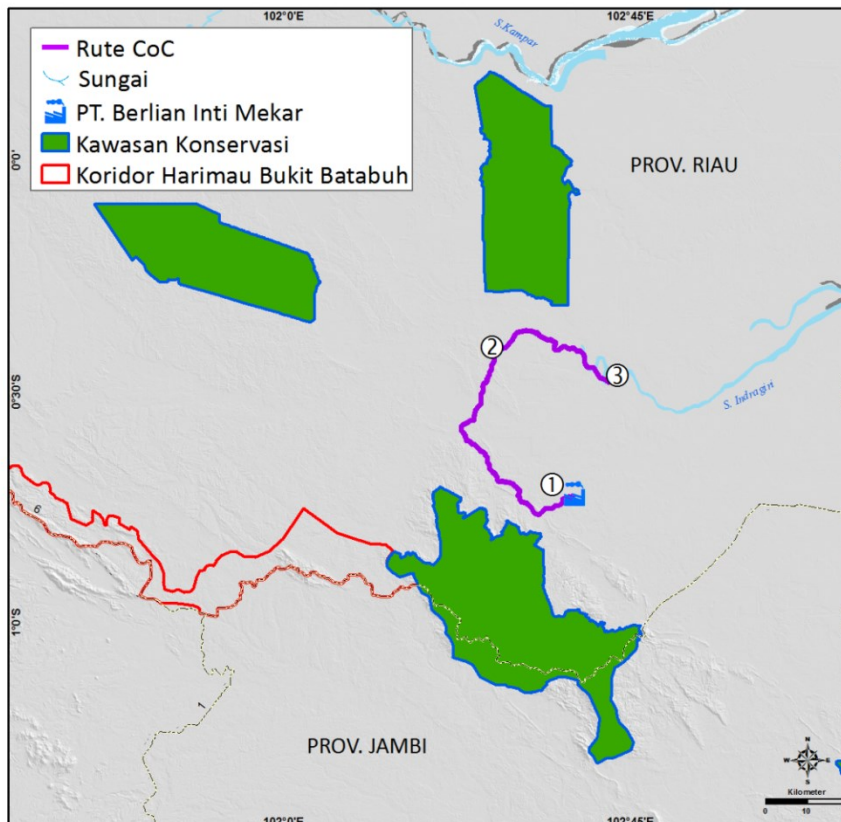 102°0'E
102°45'E
Rute CoC
Sungai
PT. Berlian Inti Mekar
Kawasan Konservasi
Koridor Harimau Bukit Batabuh
S.Kampar
PROV. RIAU
0°0'
②
③
0°30'S
S. Indragiri
①
6
1°0'S
1
PROV. JAMBI
N
W
E
S
Kilometer
0
10
102°0'E
102°45'E